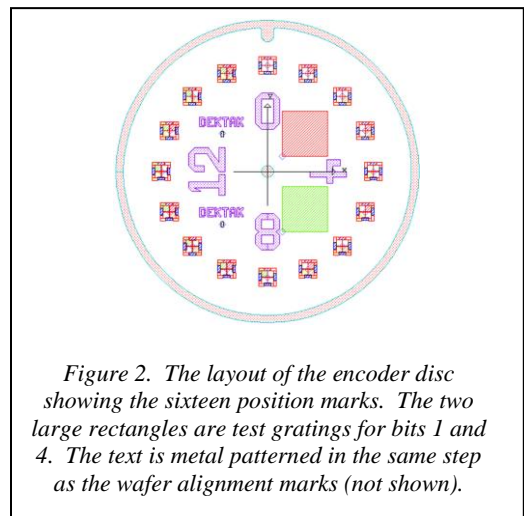 0
DEKTAK
12
4
DEKTAK
8
Figure 2. The layout of the encoder disc
showing the sixteen position marks. The two
large rectangles are test gratings for bits 1 and
4. The text is metal patterned in the same step
as the wafer alignment marks (not shown).